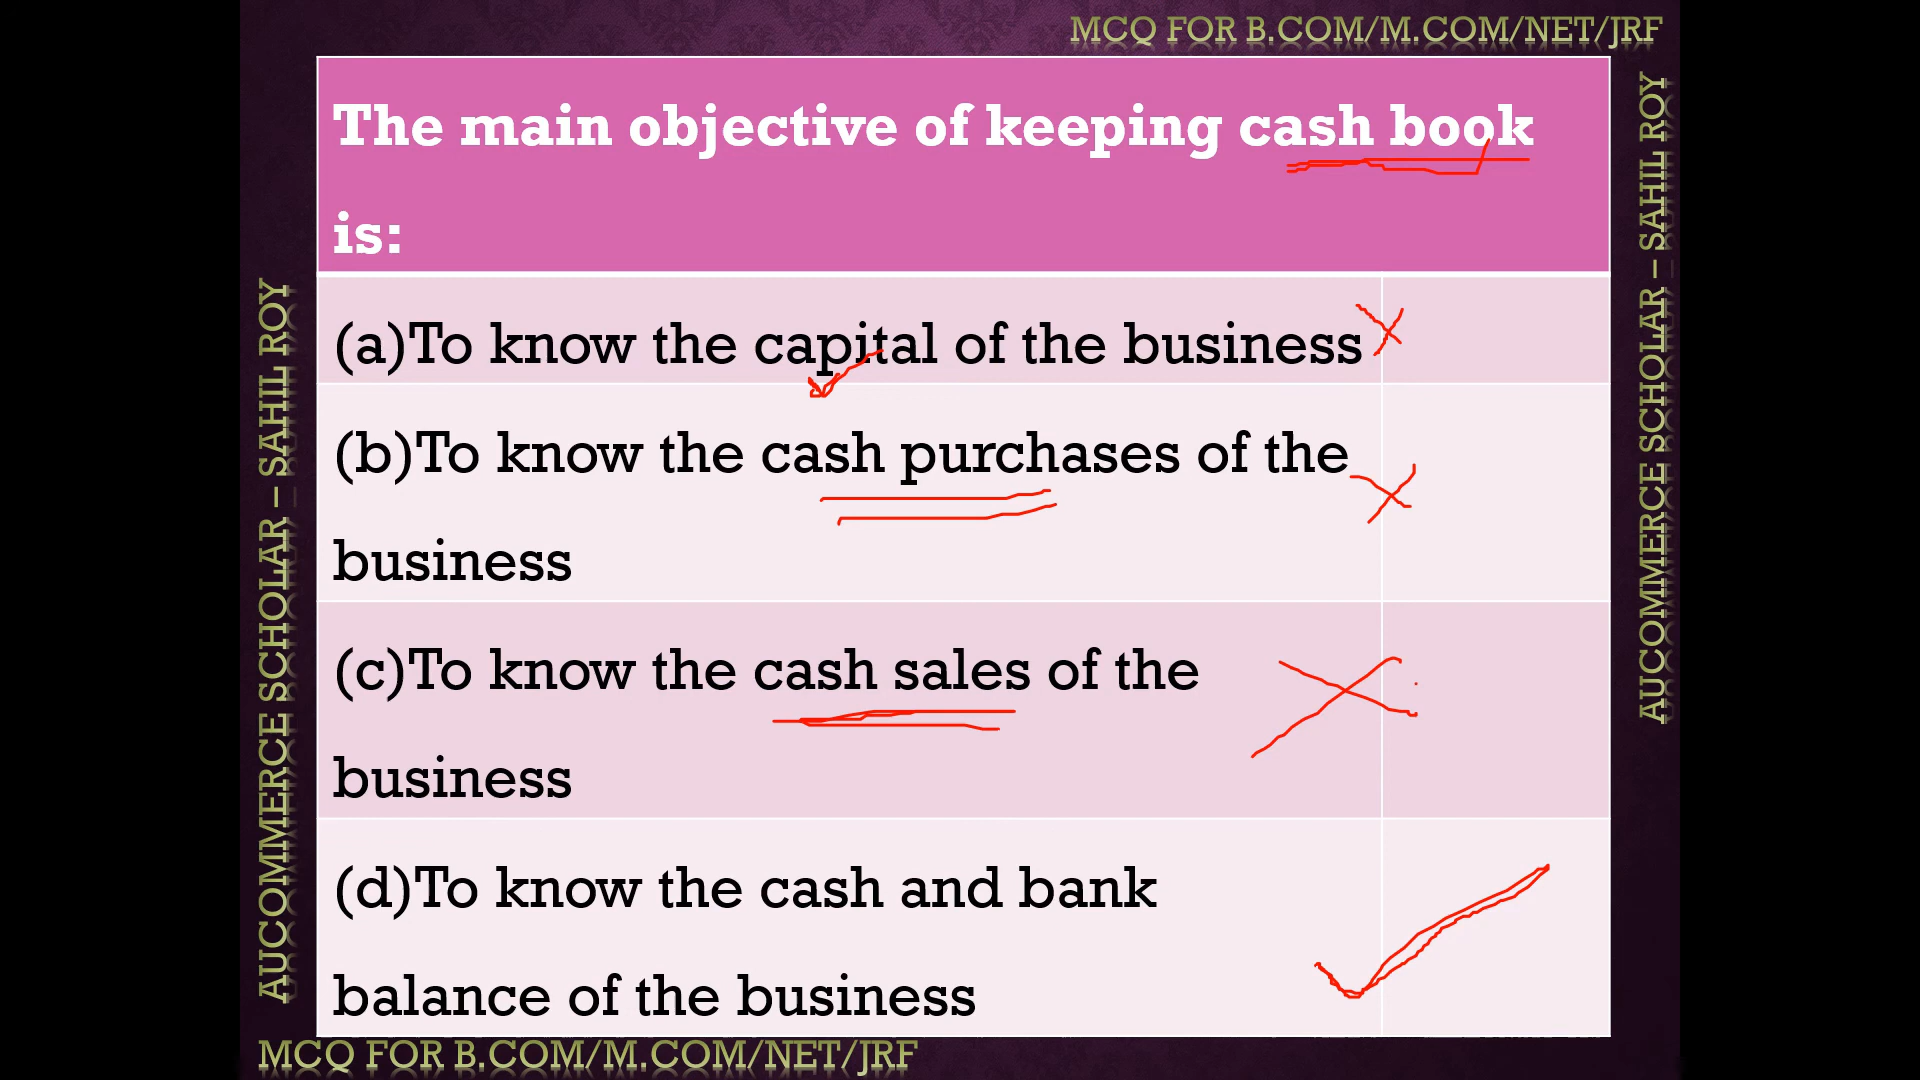 MCQ FOR B.COM/M.COM/NET/JRF
The main objective of keeping cash book
is:
(a)To know the capital of the business
(b)To know the cash purchases of the
business
(c)To know the cash sales of the
business
(d)To know the cash and bank
balance of the business
AUCOMMERCE SCHOLAR – SAHIL ROY
AUCOMMERCE SCHOLAR – SAHIL ROY
MCQ FOR B.COM/M.COM/NET/JRF